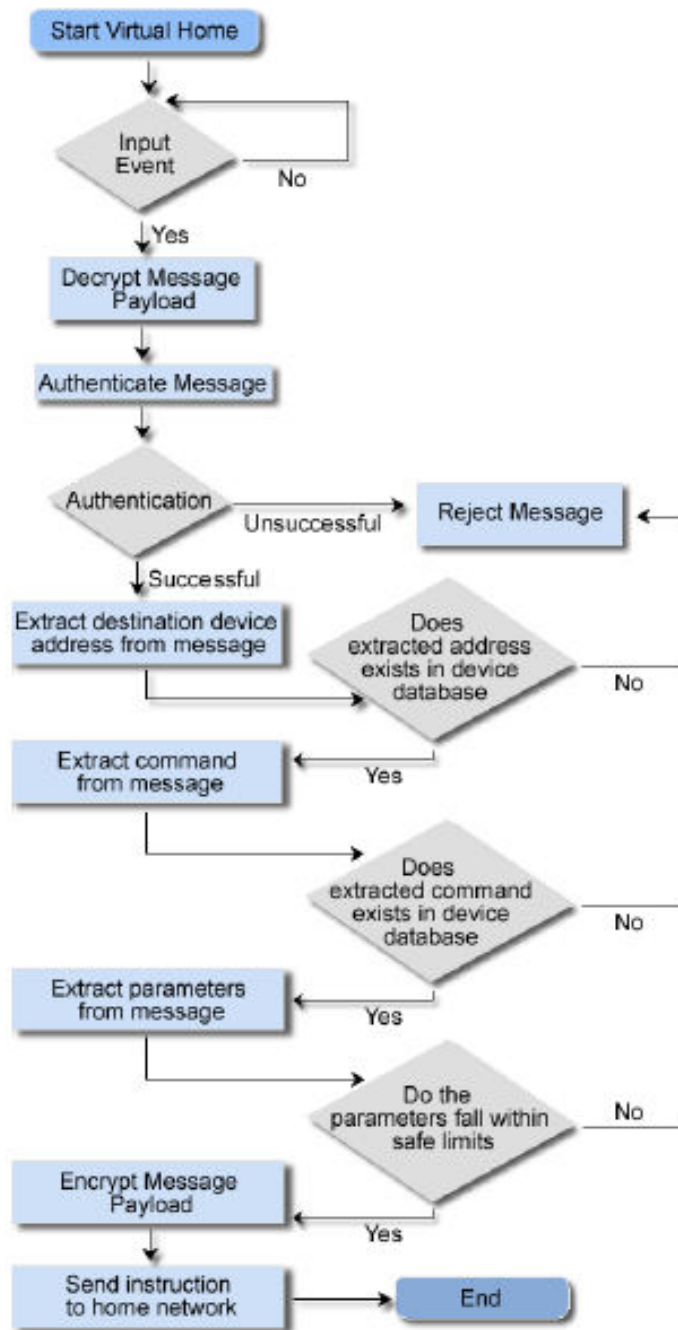 Start Virtual Home
Input
Event
No
Yes
Decrypt Message
Payload
Authenticate Message
Authentication
Unsuccessful
Reject Message
Successful
Extract destination device
address from message
Does
extracted address
exists in device
database
No
Yes
Extract command
from message
Does
extracted command
exists in device
database
No
Yes
Extract parameters
from message
Do the
parameters fall within
safe limits
No
Yes
Encrypt Message
Payload
Send instruction
to home network
End